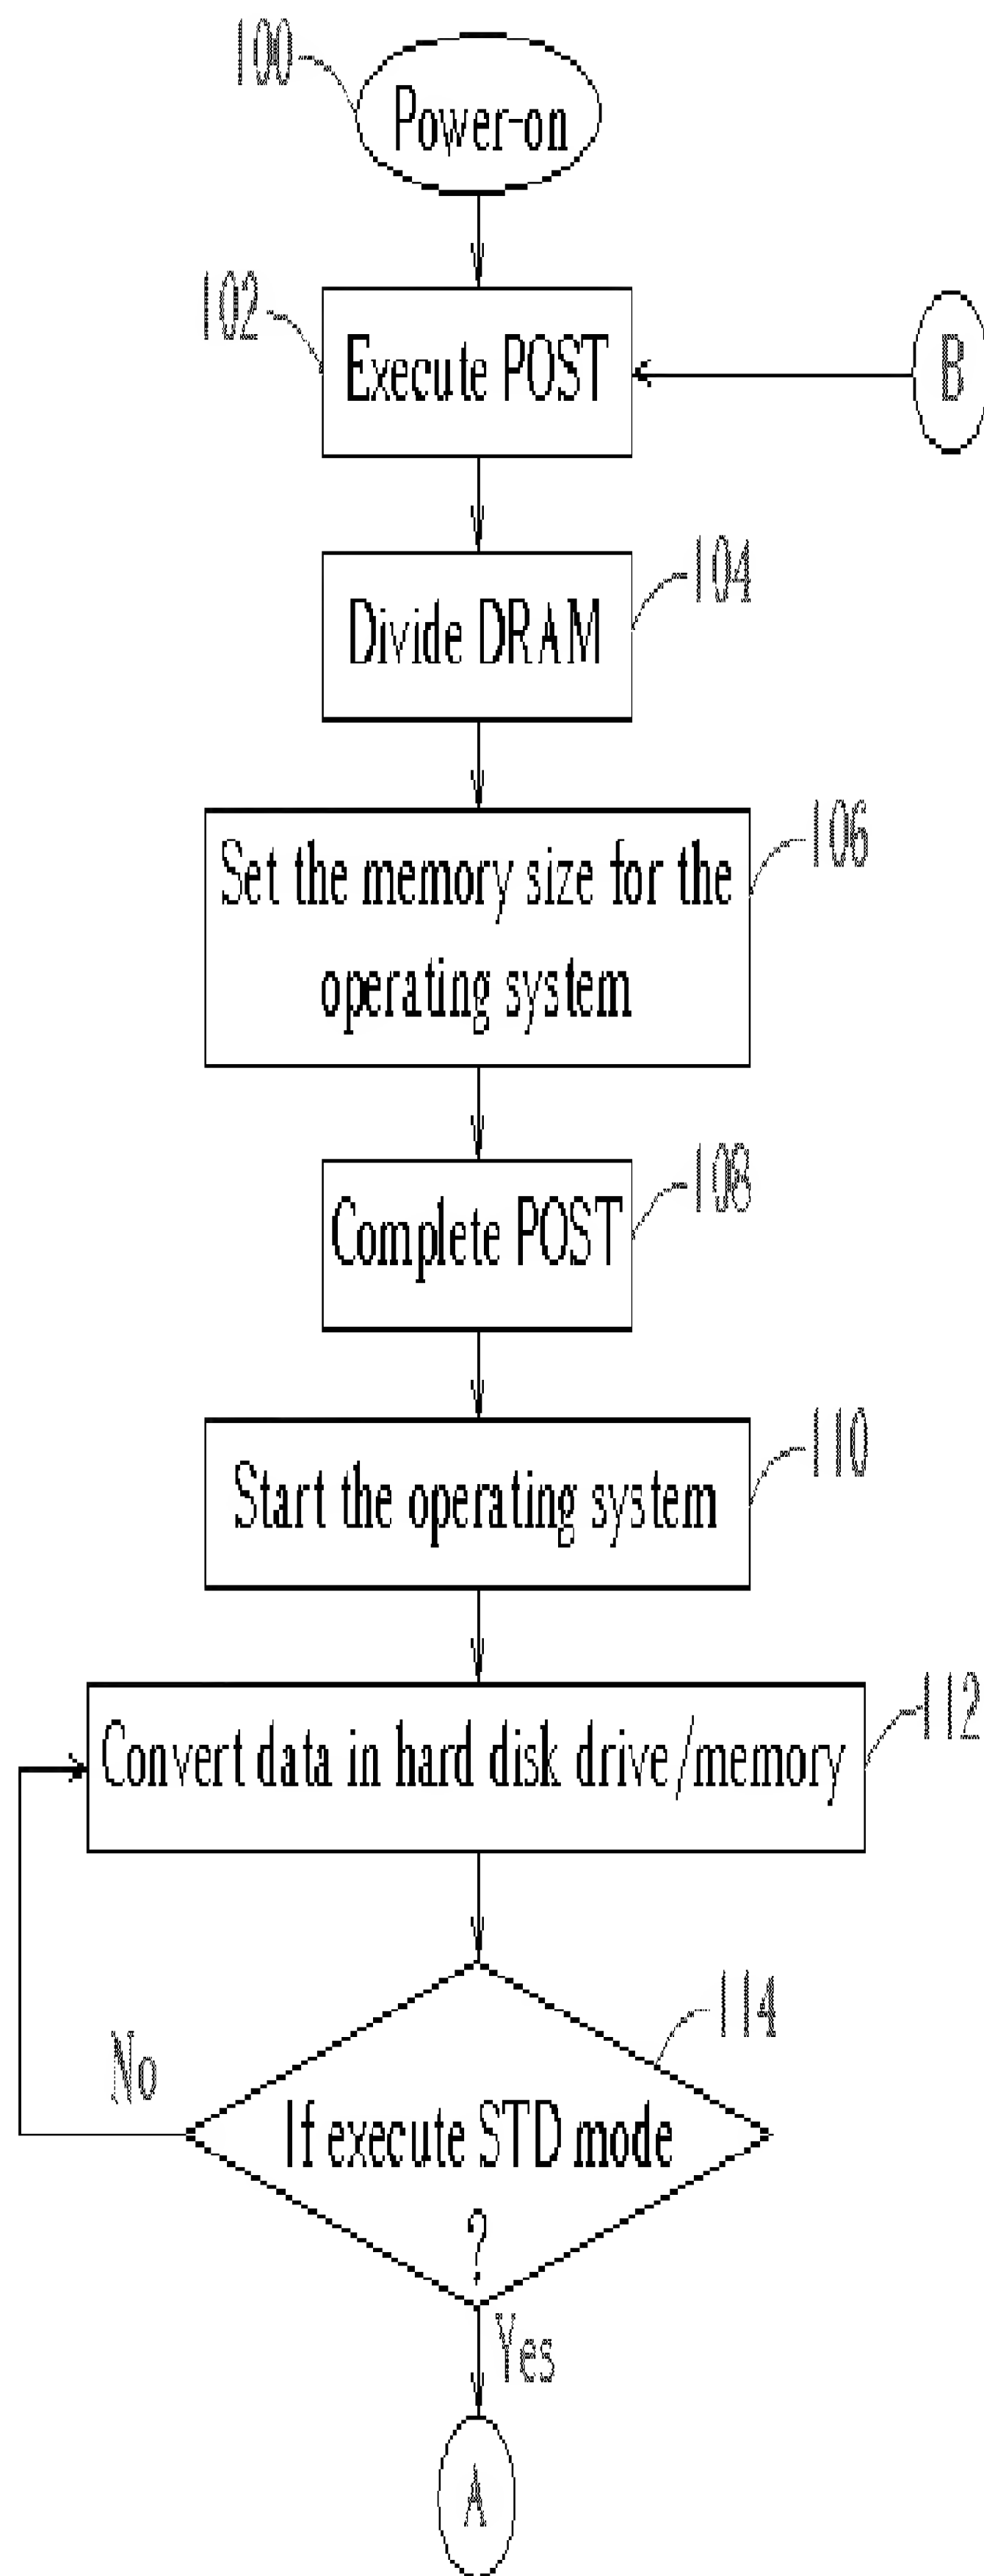 100
Power-on
102
Execute POST
B
104
Divide DRAM
106
Set the memory size for the
operating system
108
Complete POST
110
Start the operating system
112
Convert data in hard disk drive/memory
114
No
If execute STD mode
?
Yes
A